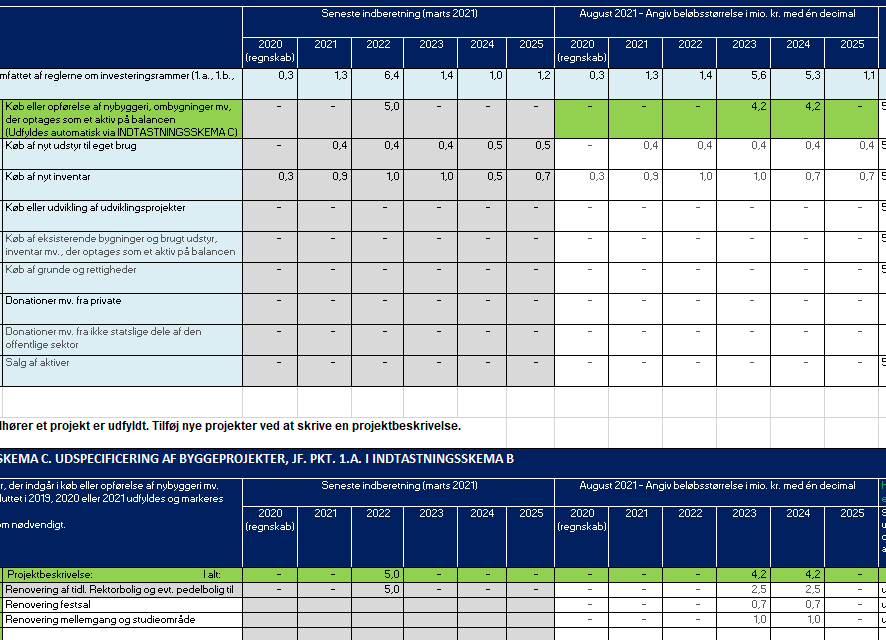 Seneste indberetning (marts 2021) August 2021 - Angiv beløbsstørrelse i mio. kr. med én decimal
2020 2021 2022 2023 2024 2025 2020 2021 2022 2023 2024 2025
(regnskab) (regnskab)
mfattet af reglerne om investeringsrammer (1.a., 1.b., 0,3 1,3 6,4 1,4 1,0 1,2 0,3 1,3 1,4 5,6 5,3 1,1
Køb eller opførelse af nybyggeri, ombygninger mv, - - 5,0 - - - - - - 4,2 4,2 - 5
der optages som et aktiv på balancen
(Udfyldes automatisk via INDTASTNINGSSKEMA C)
Køb af nyt udstyr til eget brug - 0,4 0,4 0,4 0,5 0,5 - 0,4 0,4 0,4 0,4 0,4 5
Køb af nyt inventar 0,3 0,9 1,0 1,0 0,5 0,7 0,3 0,9 1,0 1,0 0,7 0,7 5
Køb eller udvikling af udviklingsprojekter - - - - - - - - - - - - 5
Køb af eksisterende bygninger og brugt udstyr, - - - - - - - - - - - - 5
inventar mv., der optages som et aktiv på balancen
Køb af grunde og rettigheder - - - - - - - - - - - - 5
Donationer mv. fra private - - - - - - - - - - - -
Donationer mv. fra ikke statslige dele af den - - - - - - - - - - - -
offentlige sektor
Salg af aktiver - - - - - - - - - - - - 5
lhører et projekt er udfyldt. Tilføj nye projekter ved at skrive en projektbeskrivelse.
SKEMA C. UDSPECIFICERING AF BYGGEPROJEKTER, JF. PKT. 1.A. I INDTASTNINGSSKEMA B
r, der indgår i køb eller opførelse af nybyggeri mv. Seneste indberetning (marts 2021) August 2021 - Angiv beløbsstørrelse i mio. kr. med én decimal
luttet i 2019, 2020 eller 2021 udfyldes og markeres
2020 2021 2022 2023 2024 2025 2020 2021 2022 2023 2024 2025
om nødvendigt. (regnskab) (regnskab)
Projektbeskrivelse: I alt: - - 5,0 - - - - - - 4,2 4,2 -
Renovering af tidl. Rektorbolig og evt. pedelbolig til - - 5,0 - - - - - - 2,5 2,5 - u
Renovering festsal - - - 0,7 0,7 -
Renovering mellemgang og studieområde - - - 1,0 1,0 - u